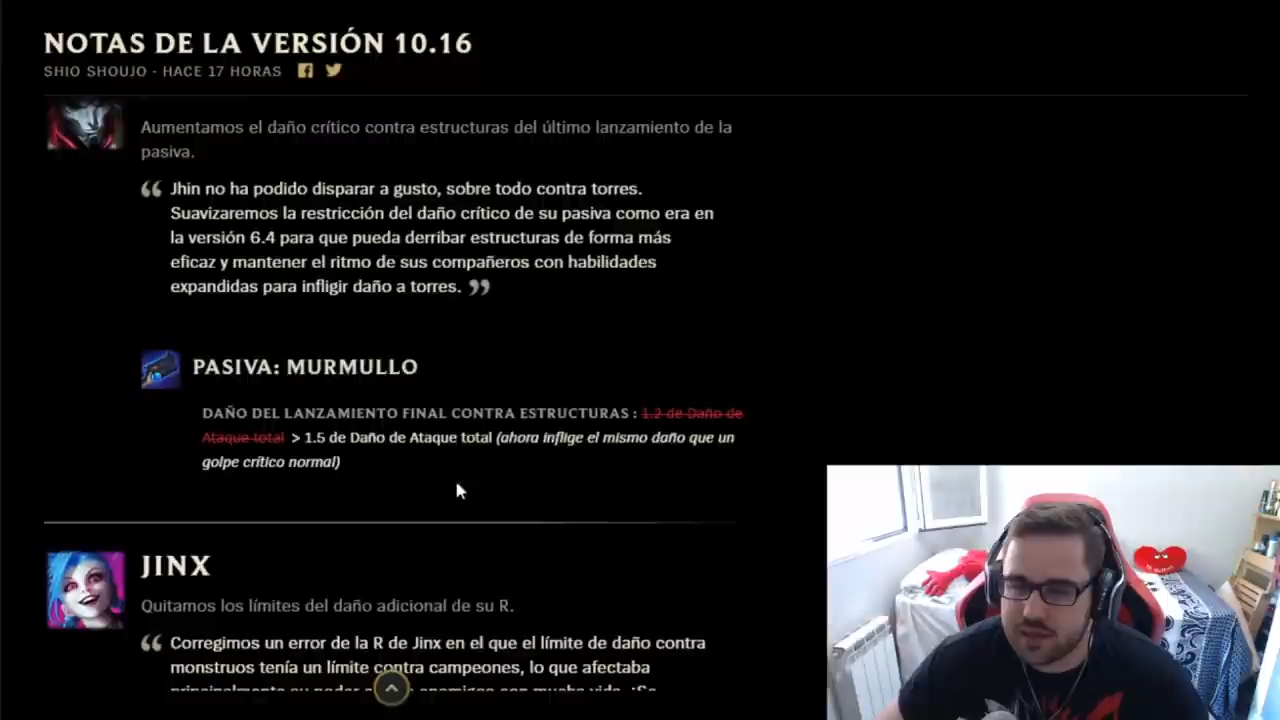 NOTAS DE LA VERSIÓN 10.16
SHIO SHOUJO - HACE 17 HORAS
Aumentamos el daño crítico contra estructuras del último lanzamiento de la
pasiva.
“ Jhin no ha podido disparar a gusto, sobre todo contra torres.
Suavizaremos la restricción del daño crítico de su pasiva como era en
la versión 6.4 para que pueda derribar estructuras de forma más
eficaz y mantener el ritmo de sus compañeros con habilidades
expandidas para infligir daño a torres. ”
PASIVA: MURMULLO
DAÑO DEL LANZAMIENTO FINAL CONTRA ESTRUCTURAS : 1.2 de Daño de
Ataque total > 1.5 de Daño de Ataque total (ahora inflige el mismo daño que un
golpe crítico normal)
JINX
Quitamos los límites del daño adicional de su R.
“ Corregimos un error de la R de Jinx en el que el límite de daño contra
monstruos tenía un límite contra campeones, lo que afectaba
principalmente su poder enemigos con mucha vida.